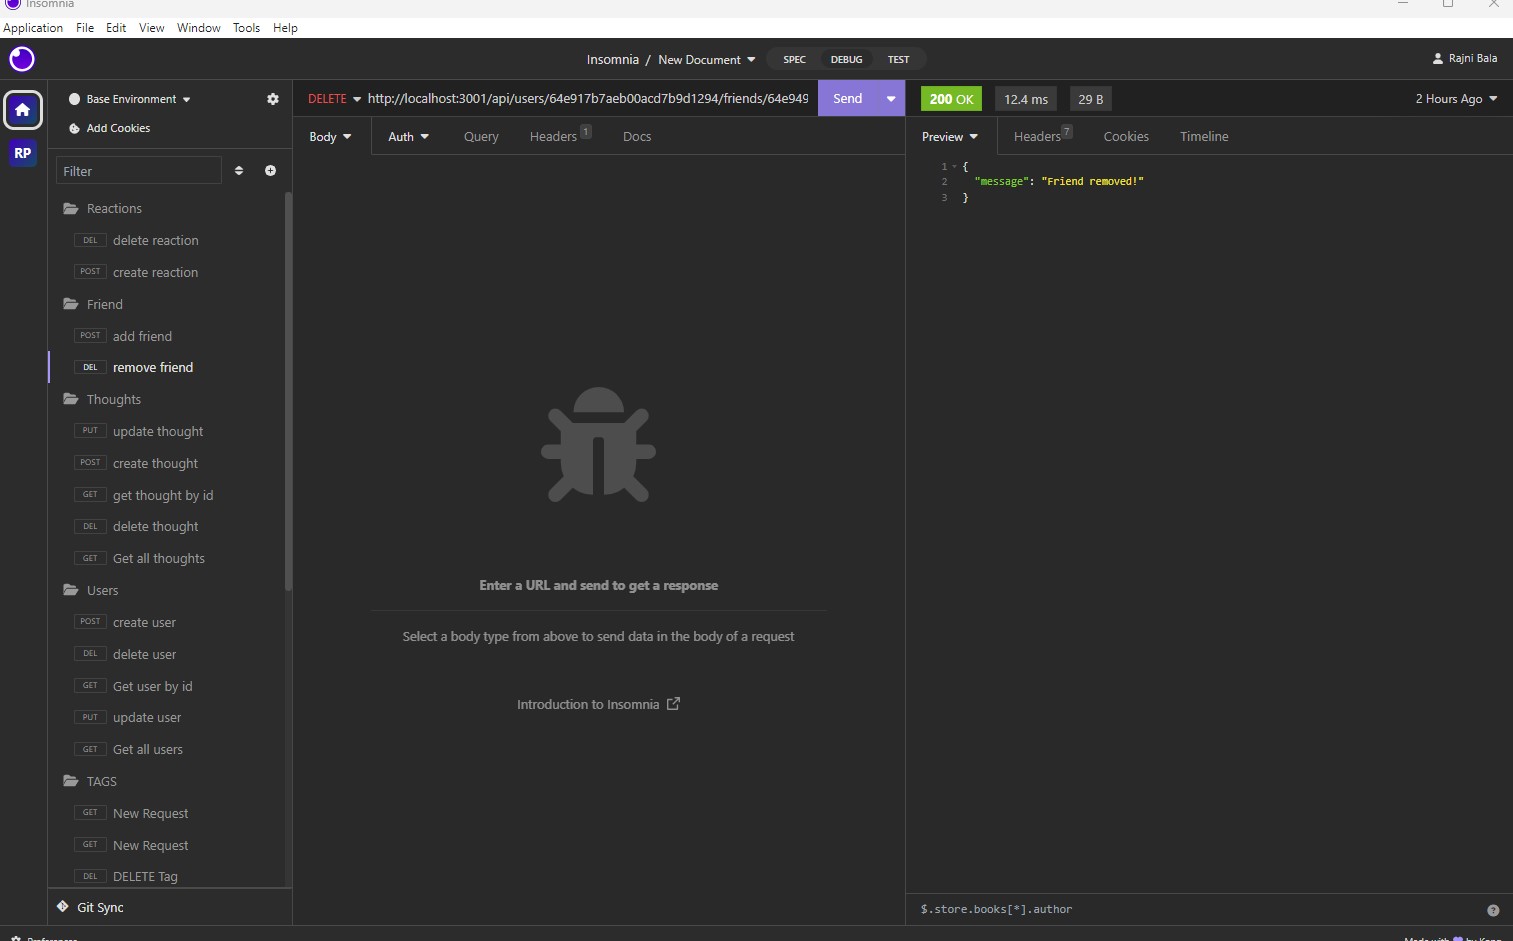 Insomnia
Application File Edit View Window Tools Help
Insomnia / New Document SPEC DEBUG TEST Rajni Bala
RP
Base Environment
Add Cookies
Filter
Reactions
DEL delete reaction
POST create reaction
Friend
POST add friend
DEL remove friend
Thoughts
PUT update thought
POST create thought
GET get thought by id
DEL delete thought
GET Get all thoughts
Users
POST create user
DEL delete user
GET Get user by id
PUT update user
GET Get all users
TAGS
GET New Request
GET New Request
DEL DELETE Tag
Git Sync
Preferences
DELETE http://localhost:3001/api/users/64e917b7aeb00acd7b9d1294/friends/64e949 Send
Body Auth Query Headers 1 Docs
Enter a URL and send to get a response
Select a body type from above to send data in the body of a request
Introduction to Insomnia
200 OK 12.4 ms 29 B 2 Hours Ago
Preview Headers 7 Cookies Timeline
1 {
2 "message": "Friend removed!"
3 }
$.store.books[*].author
Made with 💜 by Kong